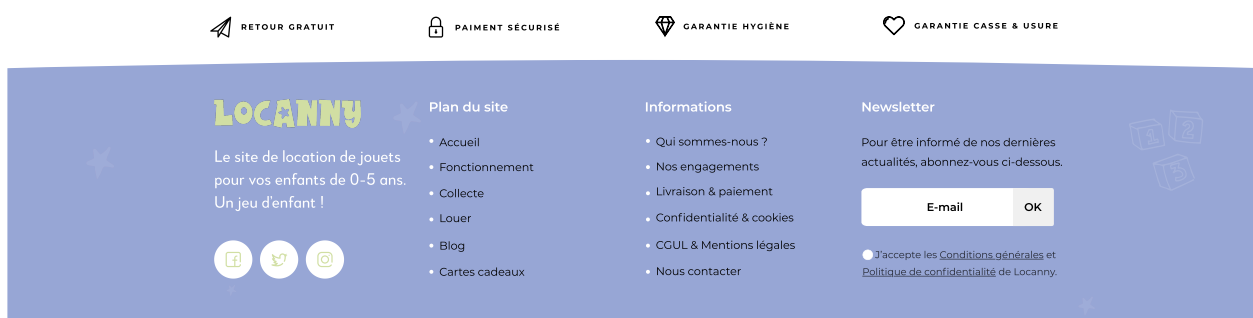 RETOUR GRATUIT
PAIMENT SÉCURISÉ
GARANTIE HYGIÈNE
GARANTIE CASSE & USURE
LOCANNY
Le site de location de jouets
pour vos enfants de 0-5 ans.
Un jeu d'enfant !
Plan du site
Accueil
Fonctionnement
Collecte
Louer
Blog
Cartes cadeaux
Informations
Qui sommes-nous ?
Nos engagements
Livraison & paiement
Confidentialité & cookies
CGUL & Mentions légales
Nous contacter
Newsletter
Pour être informé de nos dernières
actualités, abonnez-vous ci-dessous.
E-mail
OK
J'accepte les Conditions générales et
Politique de confidentialité de Locanny.
1
2
3